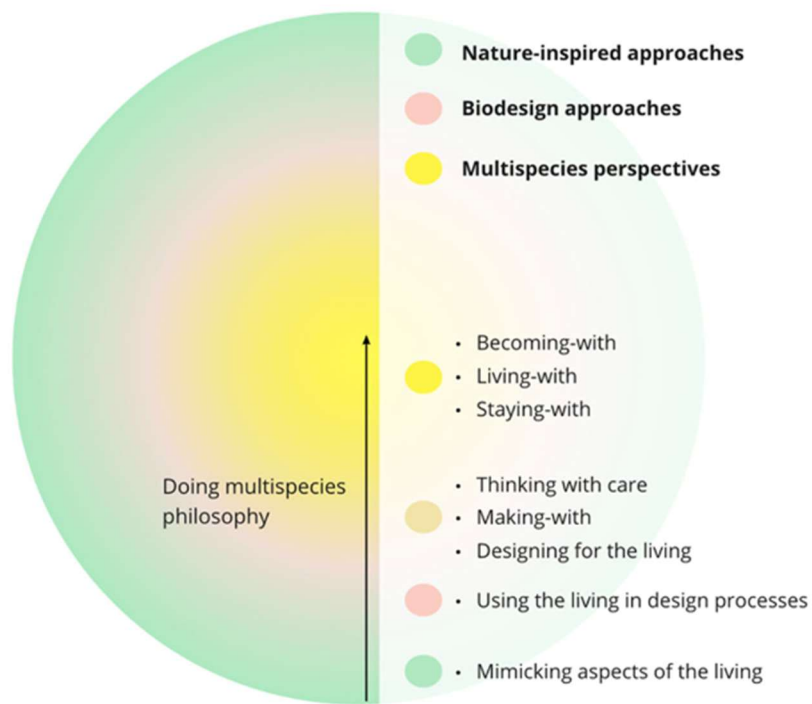 Nature-inspired approaches
Biodesign approaches
Multispecies perspectives
• Becoming-with
• Living-with
• Staying-with
Doing multispecies
philosophy
• Thinking with care
• Making-with
• Designing for the living
• Using the living in design processes
• Mimicking aspects of the living